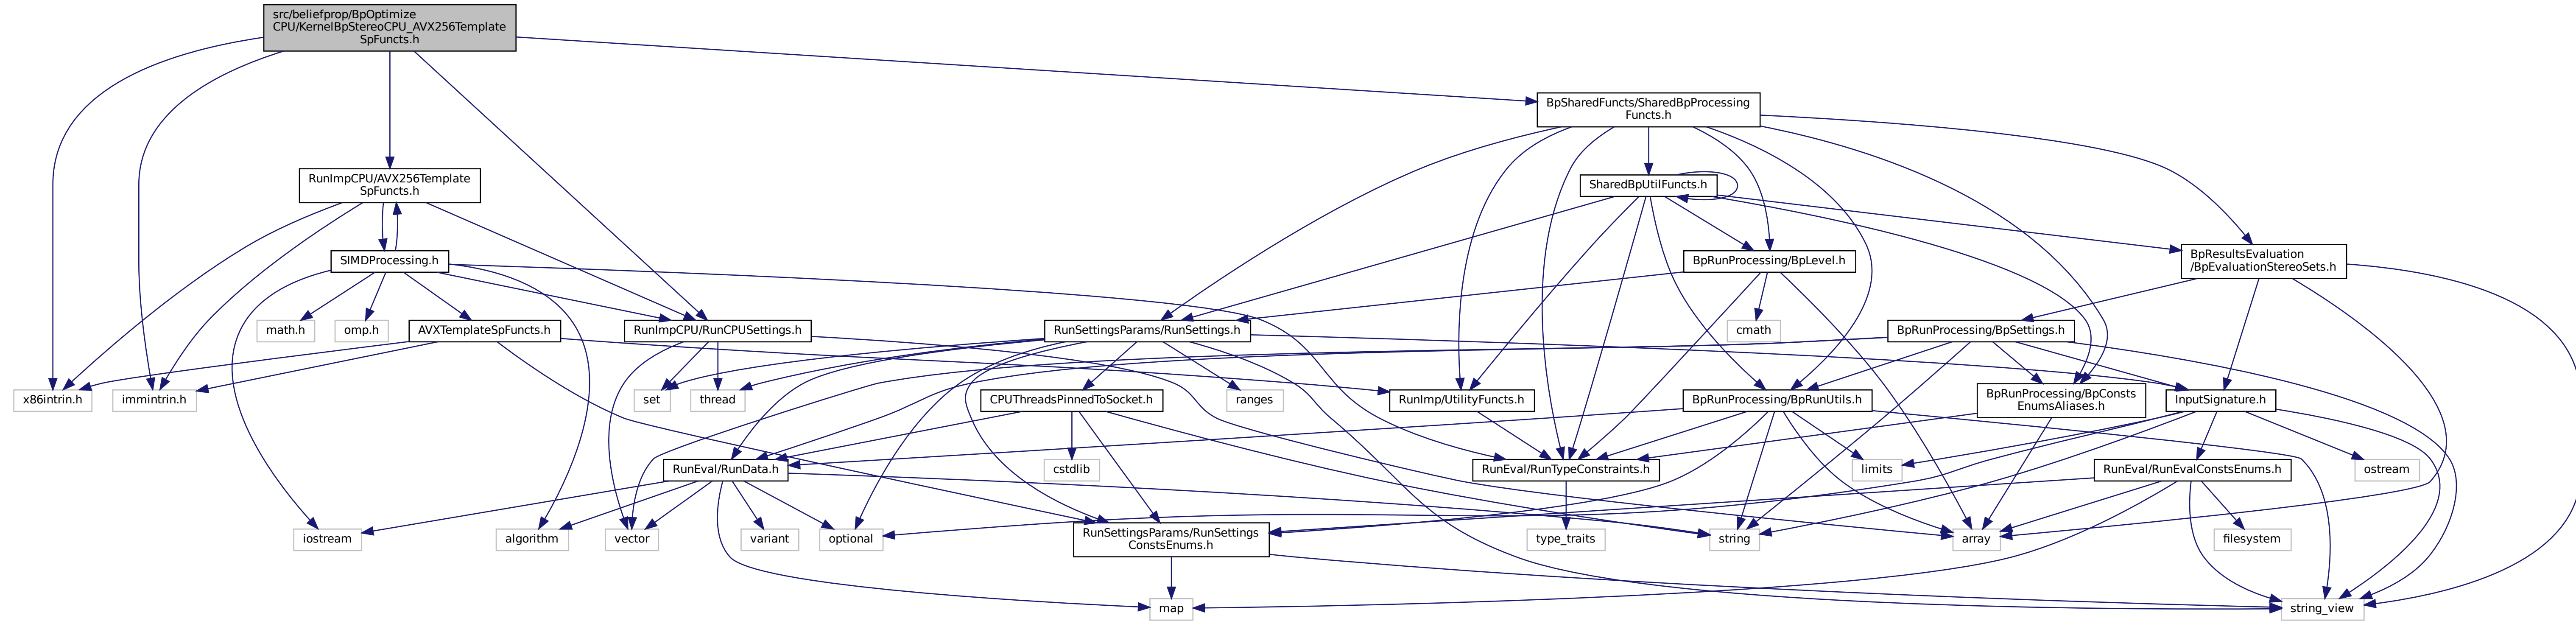 src/beliefprop/BpOptimize
CPU/KernelBpStereoCPU_AVX256Template
SpFuncts.h
BpSharedFuncts/SharedBpProcessing
Functs.h
RunImpCPU/AVX256Template
SpFuncts.h
SharedBpUtilFuncts.h
SIMDProcessing.h
BpRunProcessing/BpLevel.h
BpResultsEvaluation
/BpEvaluationStereoSets.h
math.h
omp.h
AVXTemplateSpFuncts.h
RunImpCPU/RunCPUSettings.h
RunSettingsParams/RunSettings.h
cmath
BpRunProcessing/BpSettings.h
x86intrin.h
immintrin.h
set
thread
CPUThreadsPinnedToSocket.h
ranges
RunImp/UtilityFuncts.h
BpRunProcessing/BpRunUtils.h
BpRunProcessing/BpConsts
EnumsAliases.h
InputSignature.h
RunEval/RunData.h
cstdlib
RunEval/RunTypeConstraints.h
limits
RunEval/RunEvalConstsEnums.h
ostream
iostream
algorithm
vector
variant
optional
RunSettingsParams/RunSettings
ConstsEnums.h
type_traits
string
array
filesystem
map
string_view